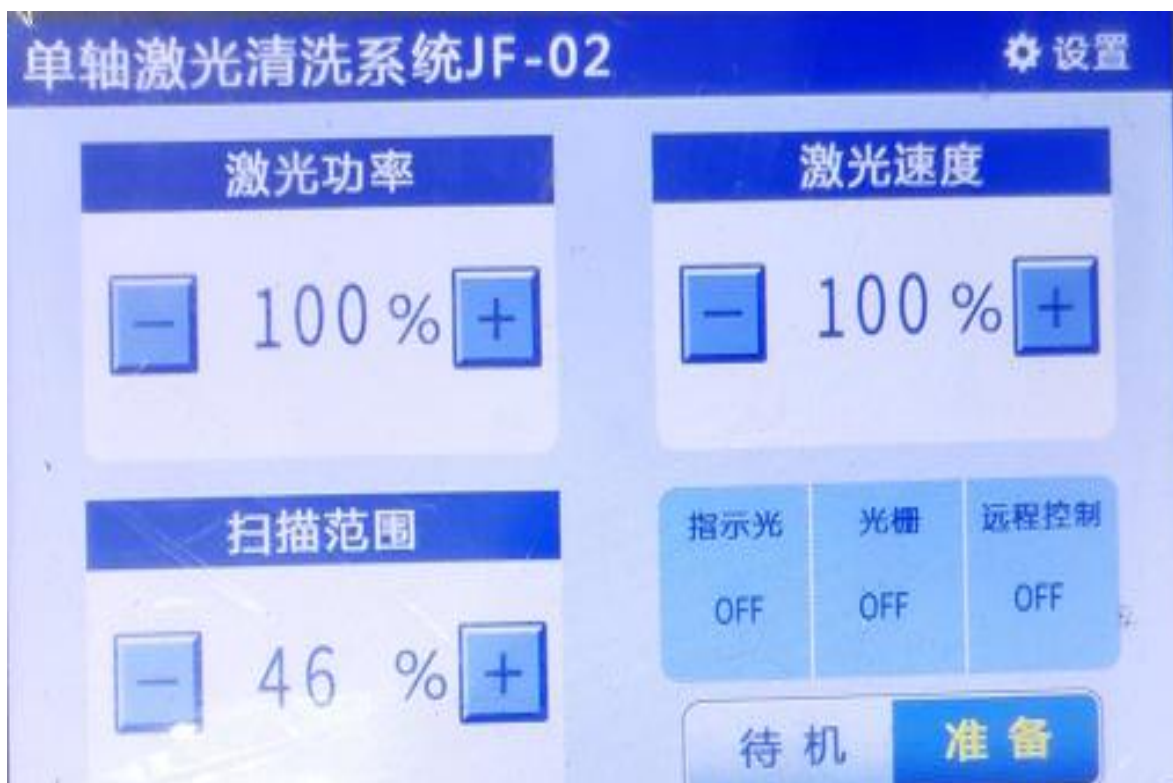 单轴激光清洗系统JF-02
设置
激光功率
- 100 % +
激光速度
- 100 % +
扫描范围
- 46 % +
指示光 光栅 远程控制
OFF OFF OFF
待机 准备